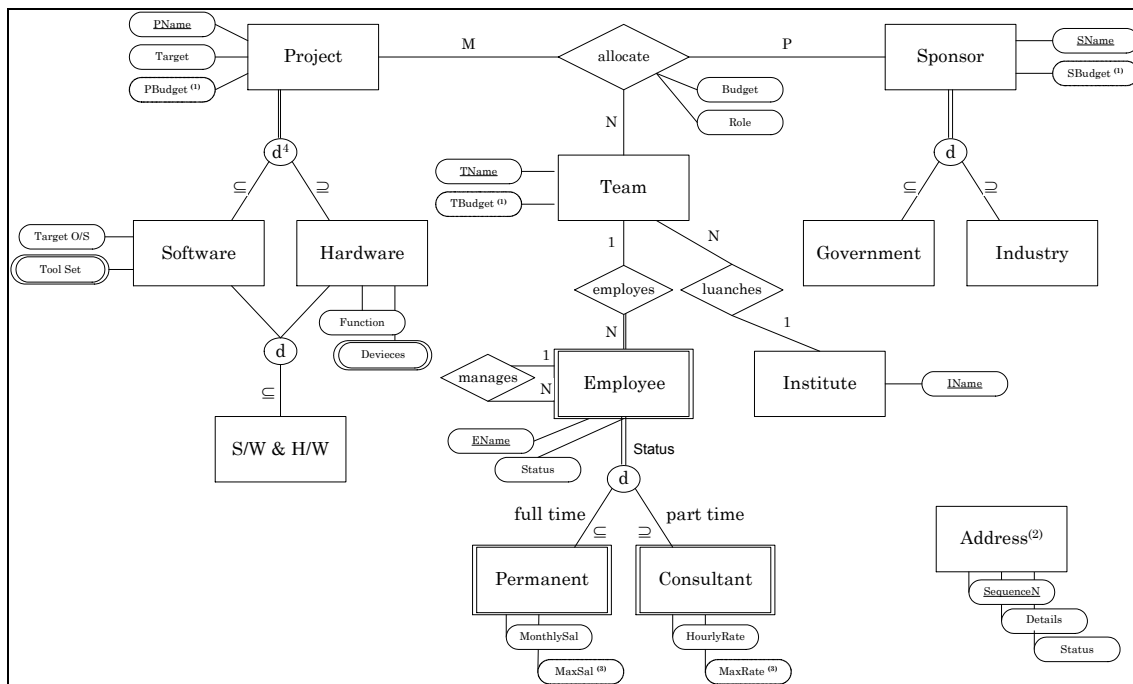 PName
Target
PBudget (1)
Project
M
allocate
P
Sponsor
SName
SBudget (1)
Budget
Role
N
d⁴
⊆
⊇
TName
TBudget (1)
Team
d
⊆
⊇
Target O/S
Tool Set
Software
Hardware
1
N
Government
Industry
employes
luanches
Function
Devieces
N
1
d
⊆
manages
1
N
Employee
Institute
IName
S/W & H/W
EName
Status
Status
d
full time
part time
⊆
⊇
Permanent
Consultant
Address(2)
MonthlySal
MaxSal (3)
HourlyRate
MaxRate (3)
SequenceN
Details
Status